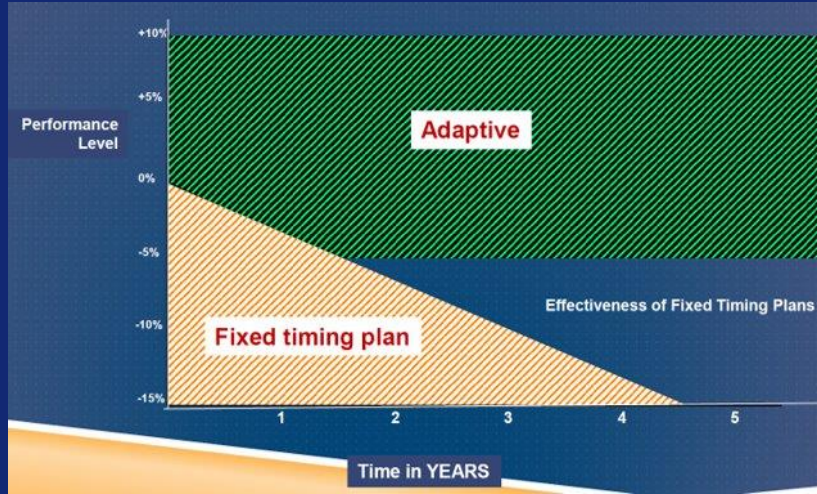 +10%
+5%
Performance
Level
Adaptive
0%
-5%
Effectiveness of Fixed Timing Plans
-10%
Fixed timing plan
-15%
1 2 3 4 5
Time in YEARS